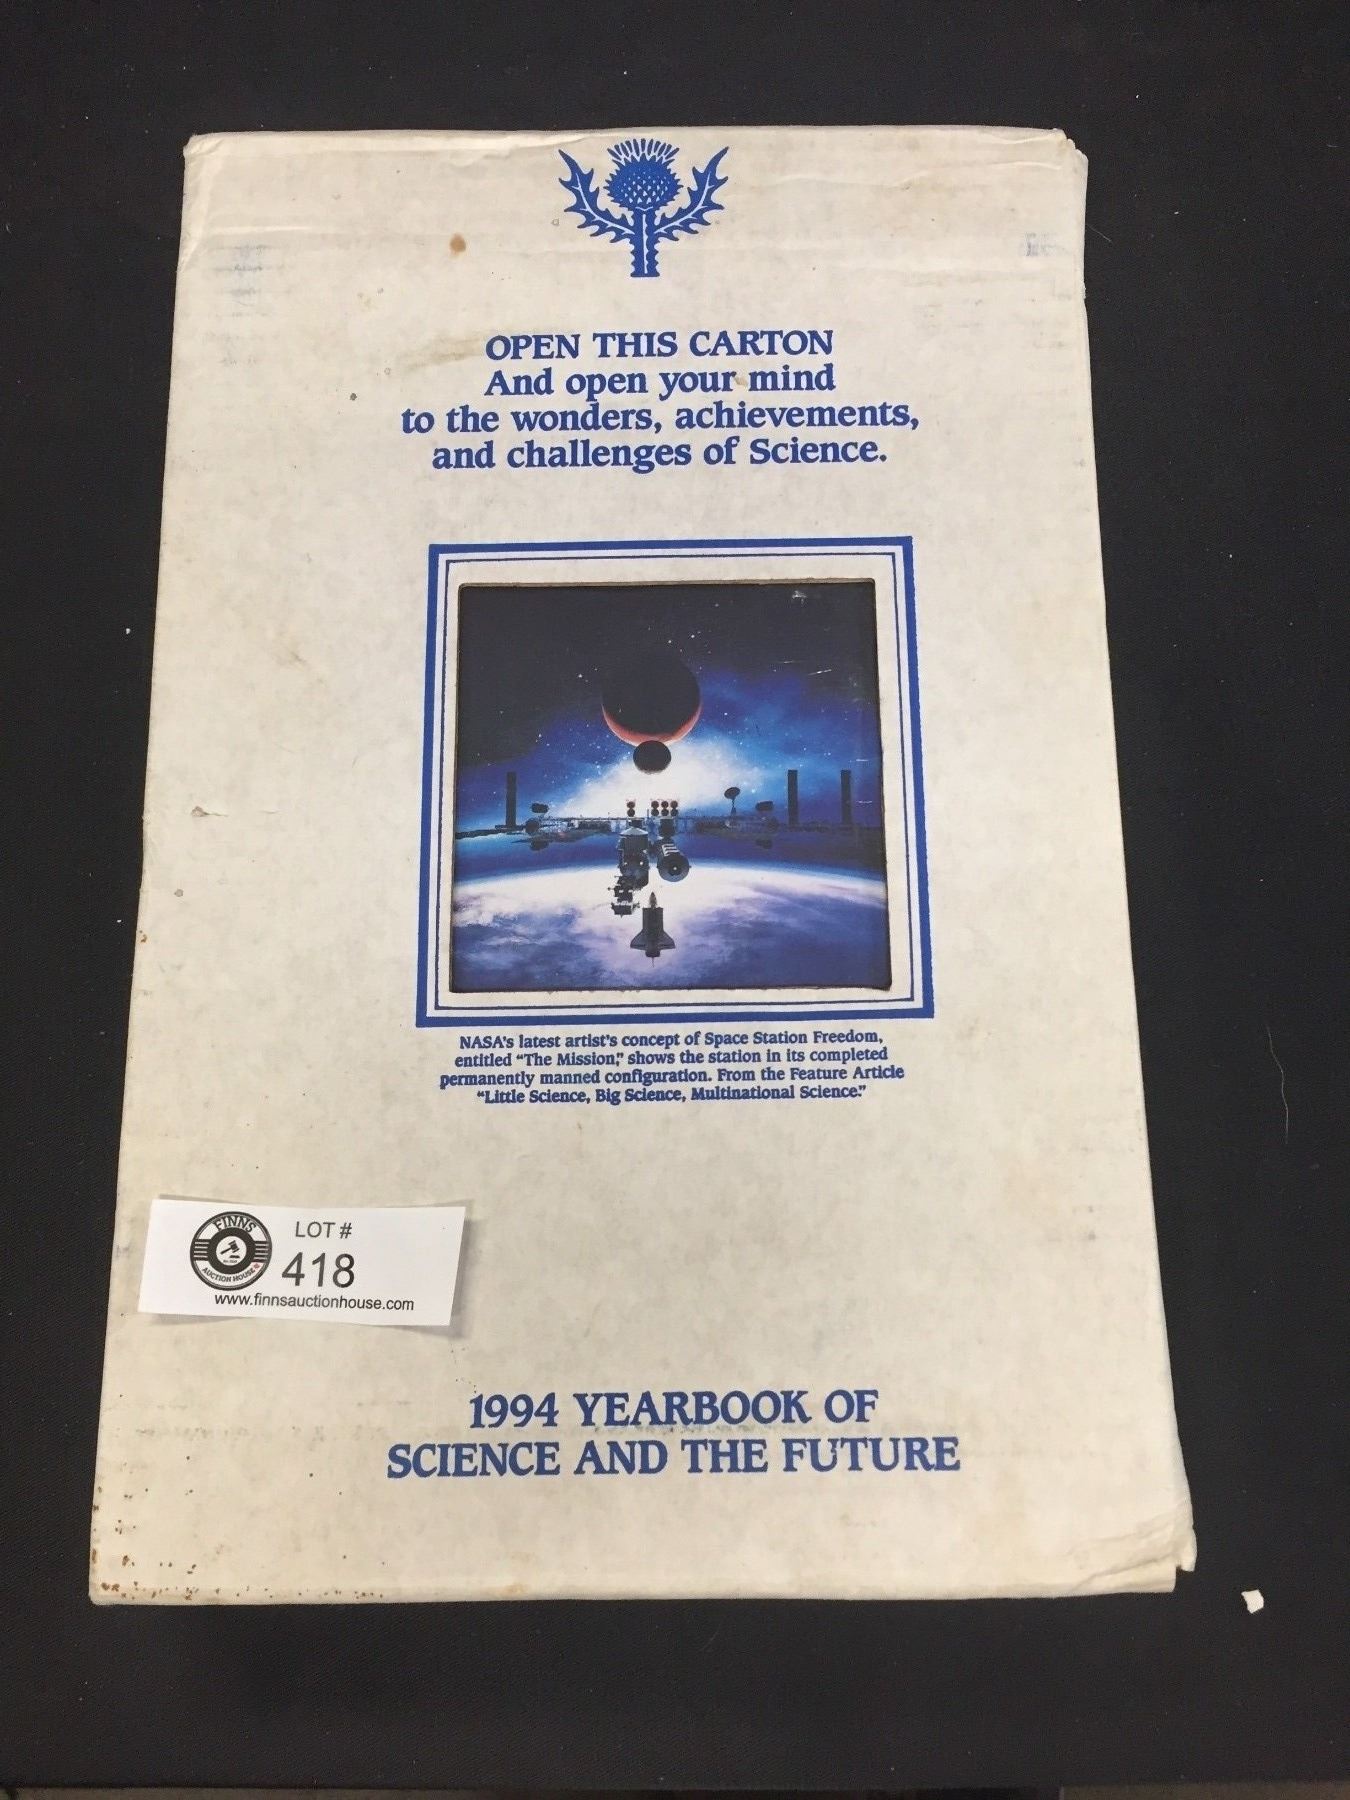 OPEN THIS CARTON
And open your mind
to the wonders, achievements,
and challenges of Science.
NASA's latest artist's concept of Space Station Freedom,
entitled "The Mission," shows the station in its completed
permanently manned configuration. From the Feature Article
"Little Science, Big Science, Multinational Science."
FINNS
AUCTION HOUSE
LOT #
418
www.finnsauctionhouse.com
1994 YEARBOOK OF
SCIENCE AND THE FUTURE